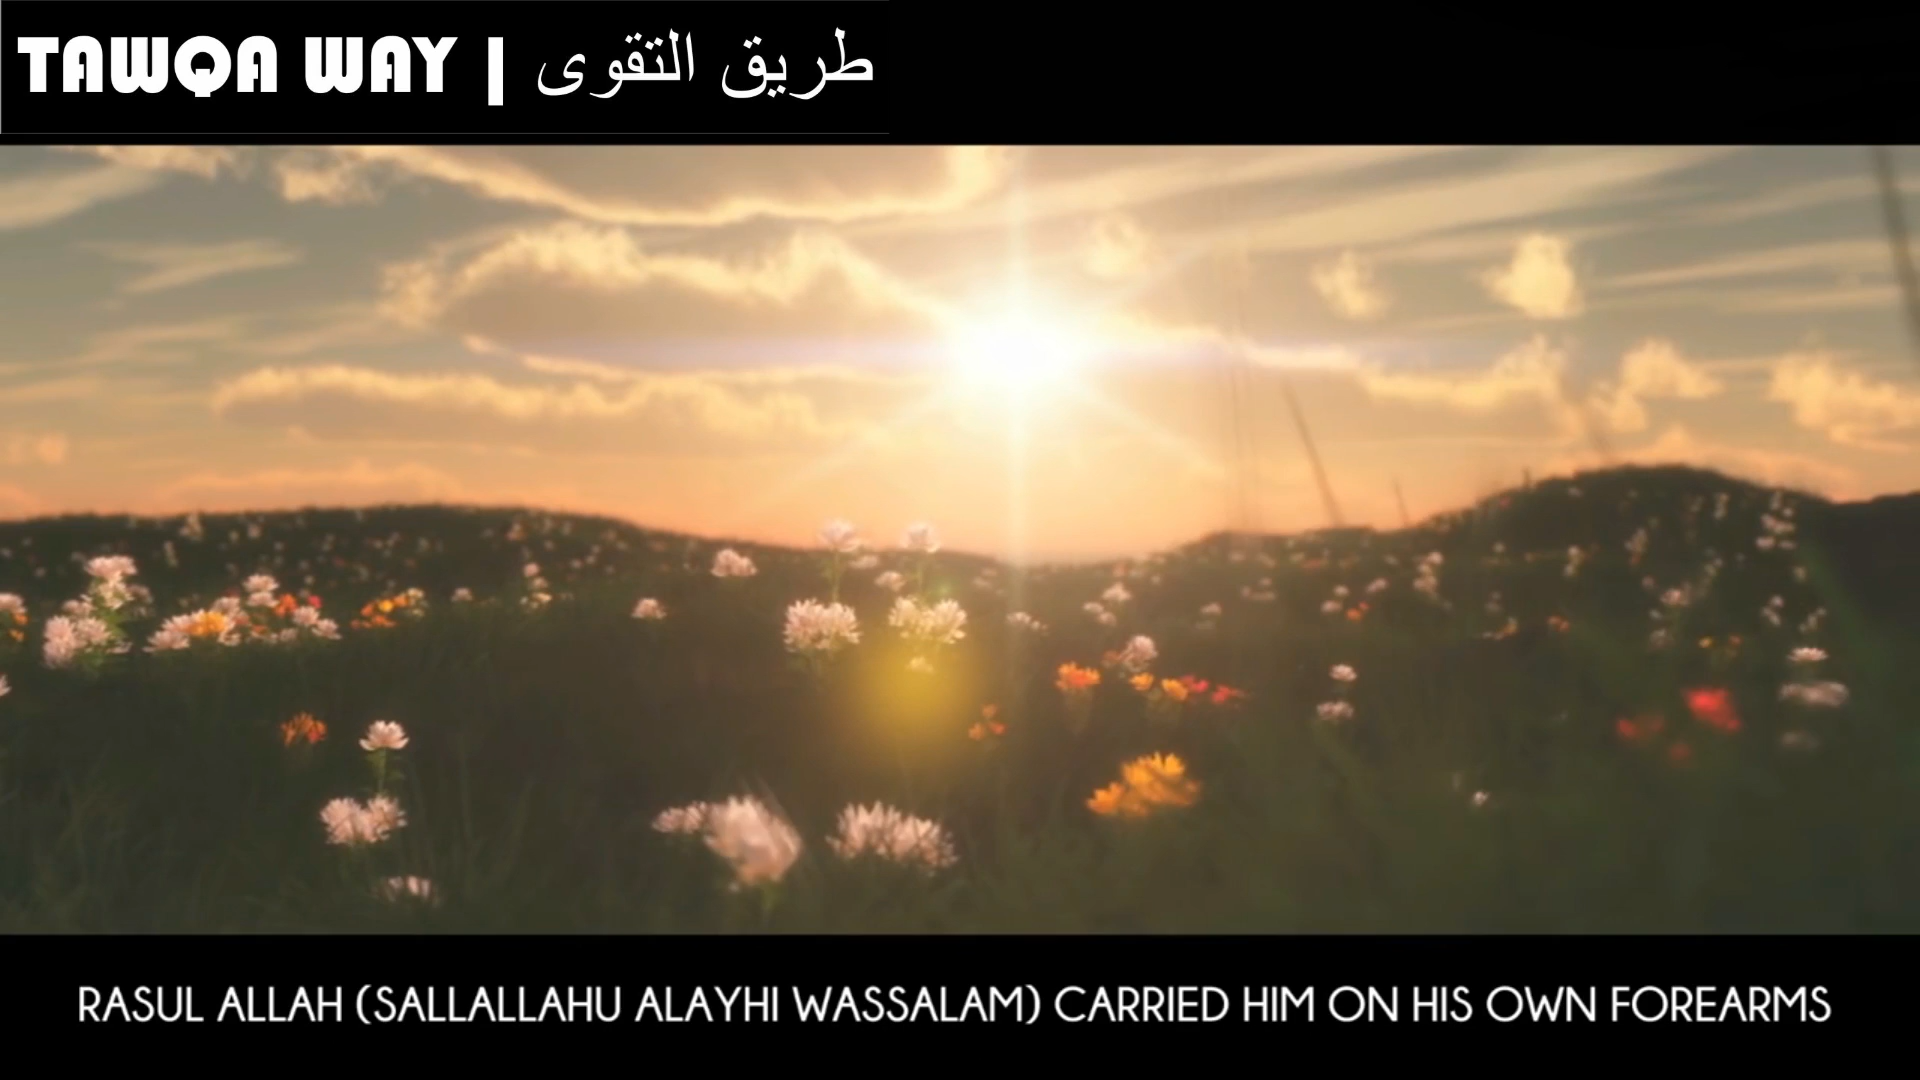 TAWQA WAY | طريق التقوى
RASUL ALLAH (SALLALLAHU ALAYHI WASSALAM) CARRIED HIM ON HIS OWN FOREARMS